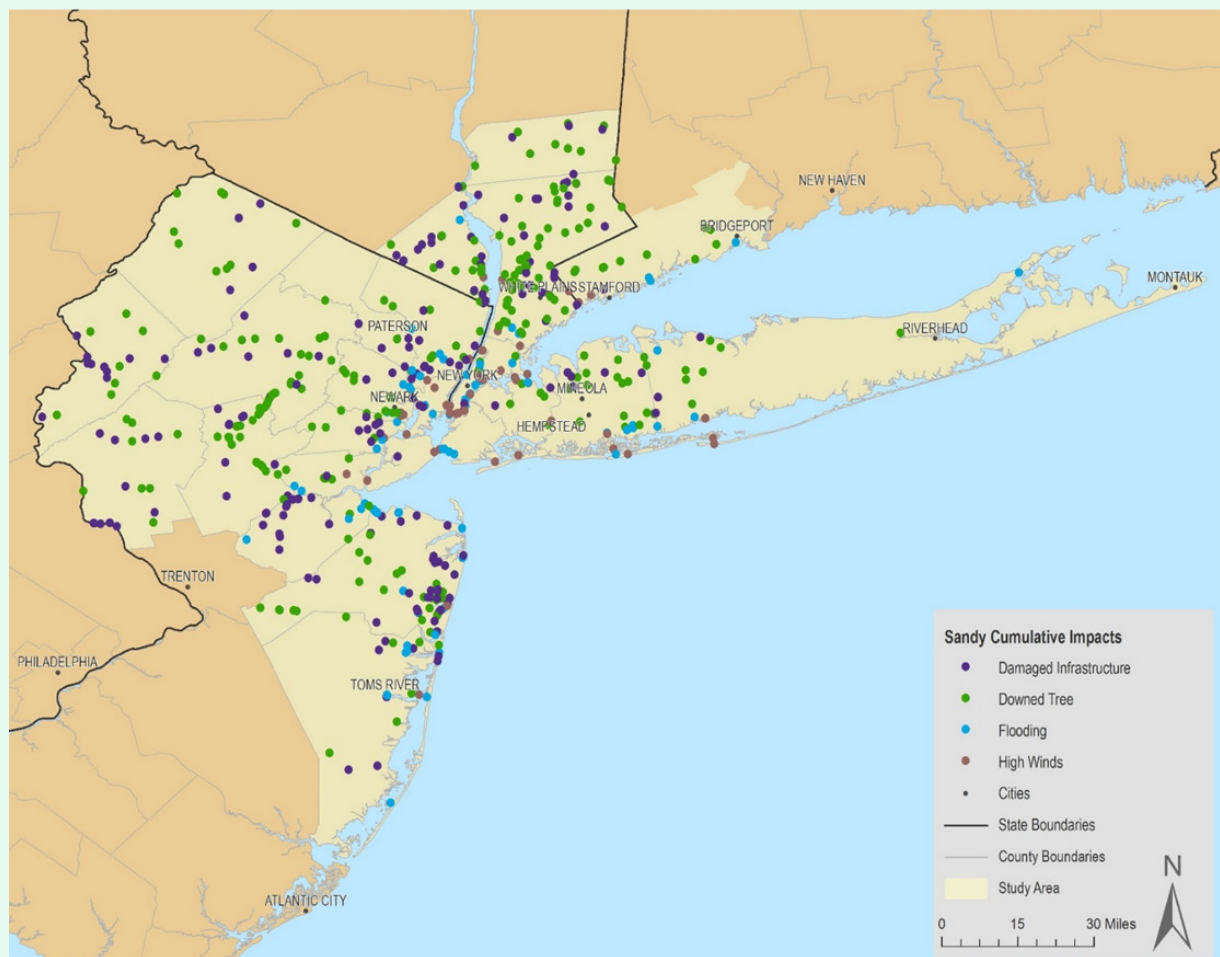 NEW HAVEN
BRIDGEPORT
WHITE PLAINS
STAMFORD
MONTAUK
PATERSON
RIVERHEAD
NEW YORK
MINEOLA
NEWARK
HEMPSTEAD
TRENTON
PHILADELPHIA
TOMS RIVER
ATLANTIC CITY
Sandy Cumulative Impacts
Damaged Infrastructure
Downed Tree
Flooding
High Winds
Cities
State Boundaries
County Boundaries
Study Area
N
0 15 30 Miles